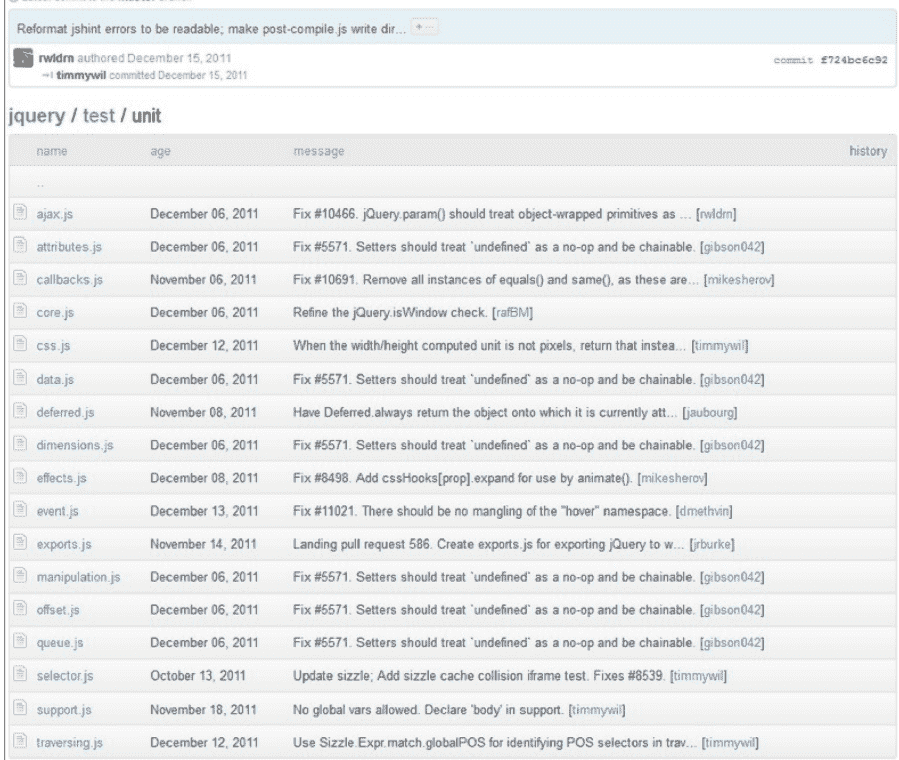 Reformat jshint errors to be readable; make post-compile.js write dir...
rwldrn authored December 15, 2011
timmywil committed December 15, 2011
commit f724bc6c92
jquery / test / unit
name age message history
..
ajax.js December 06, 2011 Fix #10466. jQuery.param() should treat object-wrapped primitives as ... [rwldrn]
attributes.js December 06, 2011 Fix #5571. Setters should treat `undefined` as a no-op and be chainable. [gibson042]
callbacks.js November 06, 2011 Fix #10691. Remove all instances of equals() and same(), as these are... [mikesherov]
core.js December 06, 2011 Refine the jQuery.isWindow check. [rafBM]
css.js December 12, 2011 When the width/height computed unit is not pixels, return that instea... [timmywil]
data.js December 06, 2011 Fix #5571. Setters should treat `undefined` as a no-op and be chainable. [gibson042]
deferred.js November 08, 2011 Have Deferred.always return the object onto which it is currently att... [jaubourg]
dimensions.js December 06, 2011 Fix #5571. Setters should treat `undefined` as a no-op and be chainable. [gibson042]
effects.js December 08, 2011 Fix #8498. Add cssHooks[prop].expand for use by animate(). [mikesherov]
event.js December 13, 2011 Fix #11021. There should be no mangling of the "hover" namespace. [dmethvin]
exports.js November 14, 2011 Landing pull request 586. Create exports.js for exporting jQuery to w... [jrburke]
manipulation.js December 06, 2011 Fix #5571. Setters should treat `undefined` as a no-op and be chainable. [gibson042]
offset.js December 06, 2011 Fix #5571. Setters should treat `undefined` as a no-op and be chainable. [gibson042]
queue.js December 06, 2011 Fix #5571. Setters should treat `undefined` as a no-op and be chainable. [gibson042]
selector.js October 13, 2011 Update sizzle; Add sizzle cache collision iframe test. Fixes #8539. [timmywil]
support.js November 18, 2011 No global vars allowed. Declare 'body' in support. [timmywil]
traversing.js December 12, 2011 Use Sizzle.Expr.match.globalPOS for identifying POS selectors in trav... [timmywil]